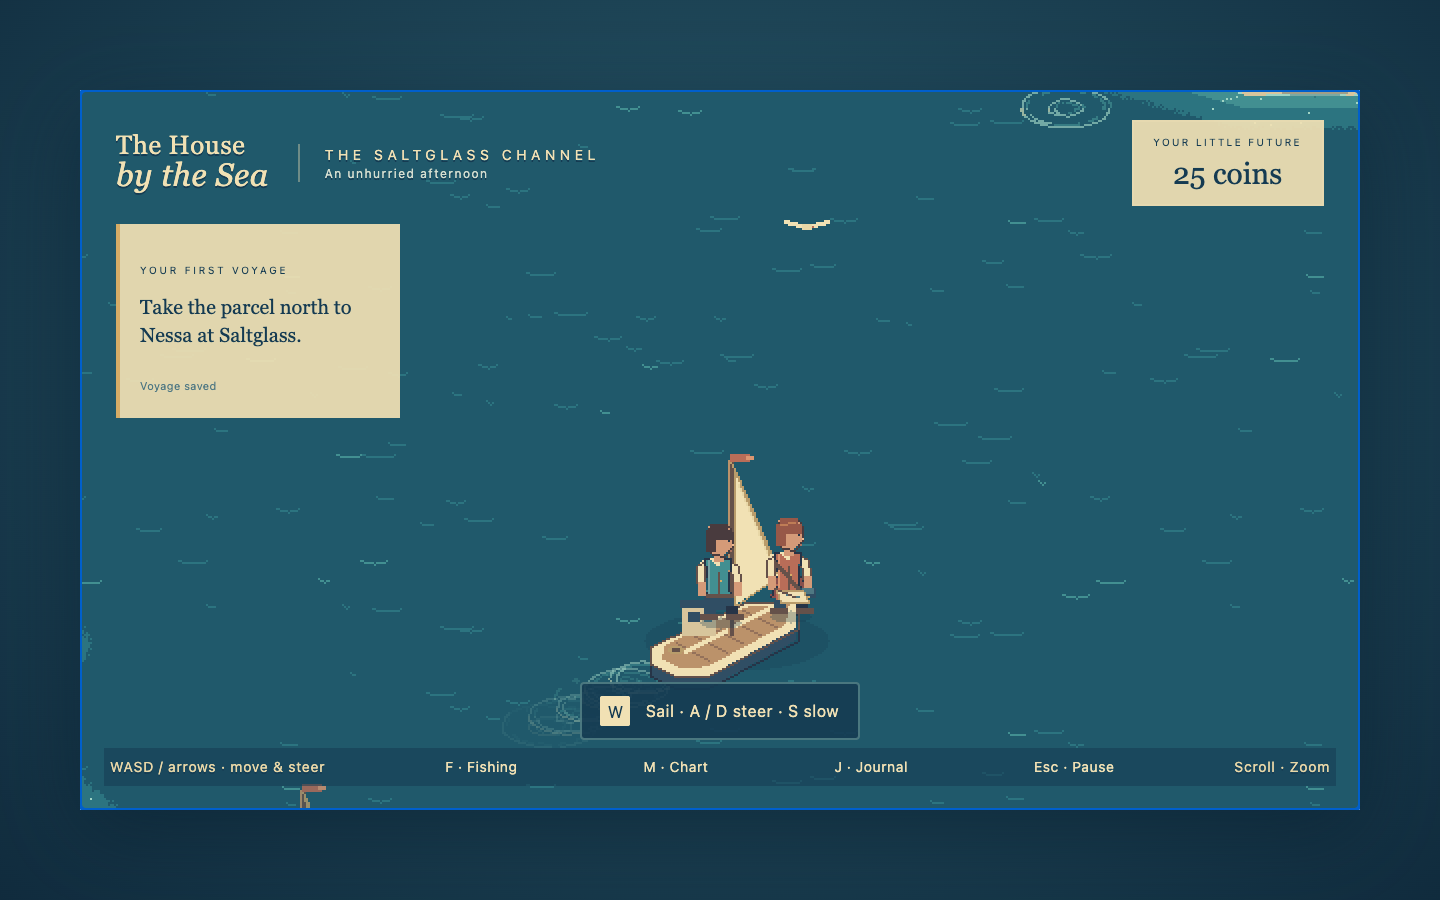 The House
by the Sea
THE SALTGLASS CHANNEL
An unhurried afternoon
YOUR LITTLE FUTURE
25 coins
YOUR FIRST VOYAGE
Take the parcel north to
Nessa at Saltglass.
Voyage saved
W Sail · A / D steer · S slow
WASD / arrows · move & steer F · Fishing M · Chart J · Journal Esc · Pause Scroll · Zoom